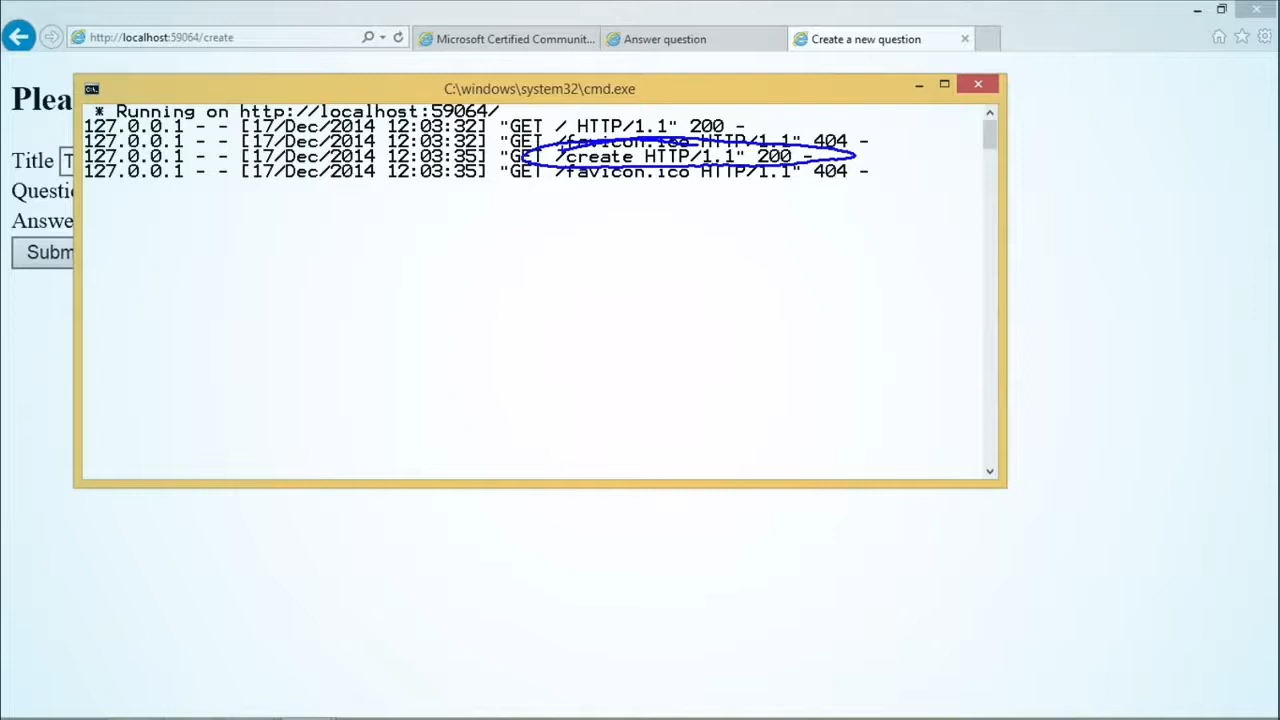 http://localhost:59064/create
Microsoft Certified Communit...
Answer question
Create a new question
C:\windows\system32\cmd.exe
Plea
* Running on http://localhost:59064/
127.0.0.1 - - [17/Dec/2014 12:03:32] "GET / HTTP/1.1" 200 -
127.0.0.1 - - [17/Dec/2014 12:03:32] "GET /favicon.ico HTTP/1.1" 404 -
127.0.0.1 - - [17/Dec/2014 12:03:35] "GET /create HTTP/1.1" 200 -
127.0.0.1 - - [17/Dec/2014 12:03:35] "GET /favicon.ico HTTP/1.1" 404 -
Title T
Questi
Answe
Subm